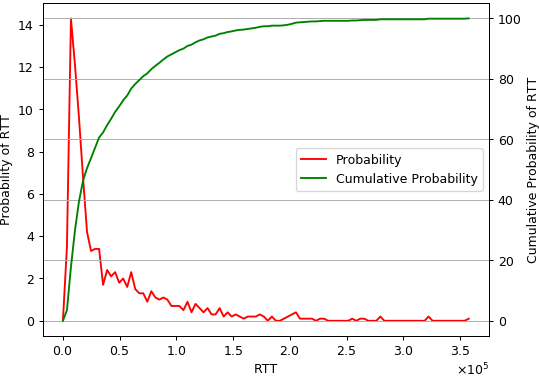 Probability of RTT
14
12
10
8
6
4
2
0
100
80
60
40
20
0
Cumulative Probability of RTT
Probability
Cumulative Probability
0.0 0.5 1.0 1.5 2.0 2.5 3.0 3.5
×10⁵
RTT